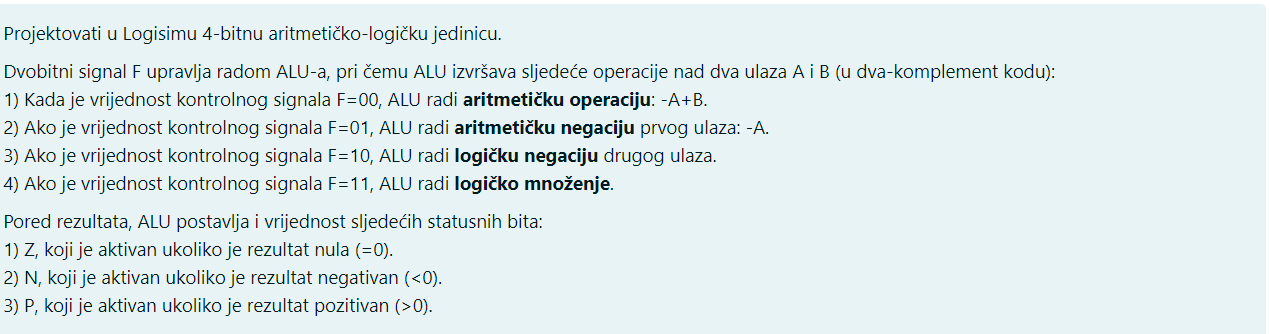 Projektovati u Logisimu 4-bitnu aritmetičko-logičku jedinicu.
Dvobitni signal F upravlja radom ALU-a, pri čemu ALU izvršava sljedeće operacije nad dva ulaza A i B (u dva-komplement kodu):
1) Kada je vrijednost kontrolnog signala F=00, ALU radi aritmetičku operaciju: -A+B.
2) Ako je vrijednost kontrolnog signala F=01, ALU radi aritmetičku negaciju prvog ulaza: -A.
3) Ako je vrijednost kontrolnog signala F=10, ALU radi logičku negaciju drugog ulaza.
4) Ako je vrijednost kontrolnog signala F=11, ALU radi logičko množenje.
Pored rezultata, ALU postavlja i vrijednost sljedećih statusnih bita:
1) Z, koji je aktivan ukoliko je rezultat nula (=0).
2) N, koji je aktivan ukoliko je rezultat negativan (<0).
3) P, koji je aktivan ukoliko je rezultat pozitivan (>0).